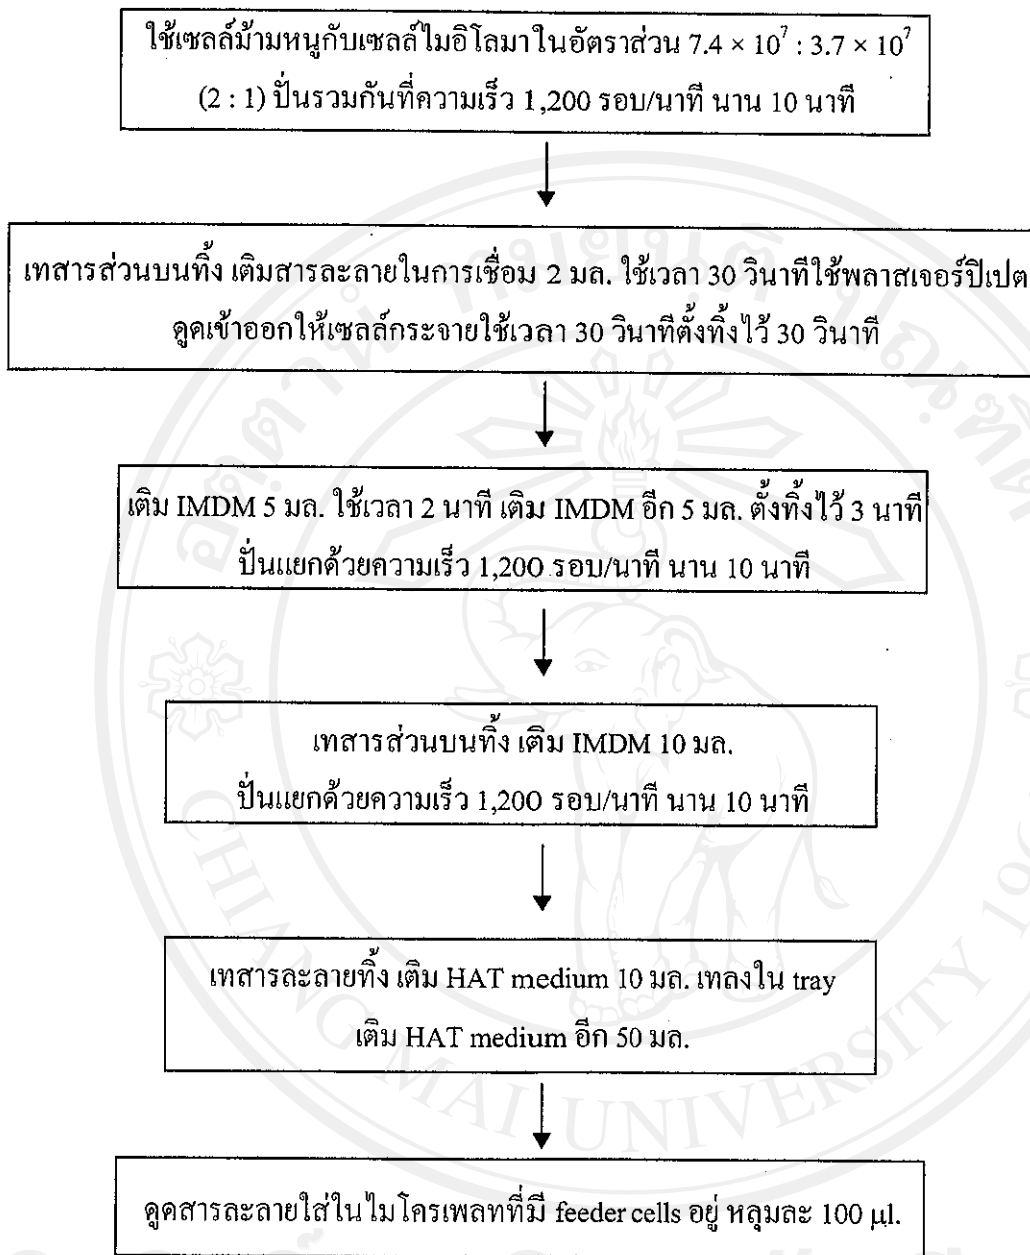 ใช้เซลล์ม้ามหนูกับเซลล์ไมอิโลมาในอัตราส่วน 7.4 × 10⁷ : 3.7 × 10⁷
(2 : 1) ปั่นรวมกันที่ความเร็ว 1,200 รอบ/นาที นาน 10 นาที
เทสารส่วนบนทิ้ง เติมสารละลายในการเชื่อม 2 มล. ใช้เวลา 30 วินาทีใช้พลาสเจอร์ปิเปต
ดูดเข้าออกให้เซลล์กระจายใช้เวลา 30 วินาทีตั้งทิ้งไว้ 30 วินาที
เติม IMDM 5 มล. ใช้เวลา 2 นาที เติม IMDM อีก 5 มล. ตั้งทิ้งไว้ 3 นาที
ปั่นแยกด้วยความเร็ว 1,200 รอบ/นาที นาน 10 นาที
เทสารส่วนบนทิ้ง เติม IMDM 10 มล.
ปั่นแยกด้วยความเร็ว 1,200 รอบ/นาที นาน 10 นาที
เทสารละลายทิ้ง เติม HAT medium 10 มล. เทลงใน tray
เติม HAT medium อีก 50 มล.
ดูดสารละลายใส่ในไมโครเพลทที่มี feeder cells อยู่ หลุมละ 100 µl.
CHIANG MAI UNIVERSITY